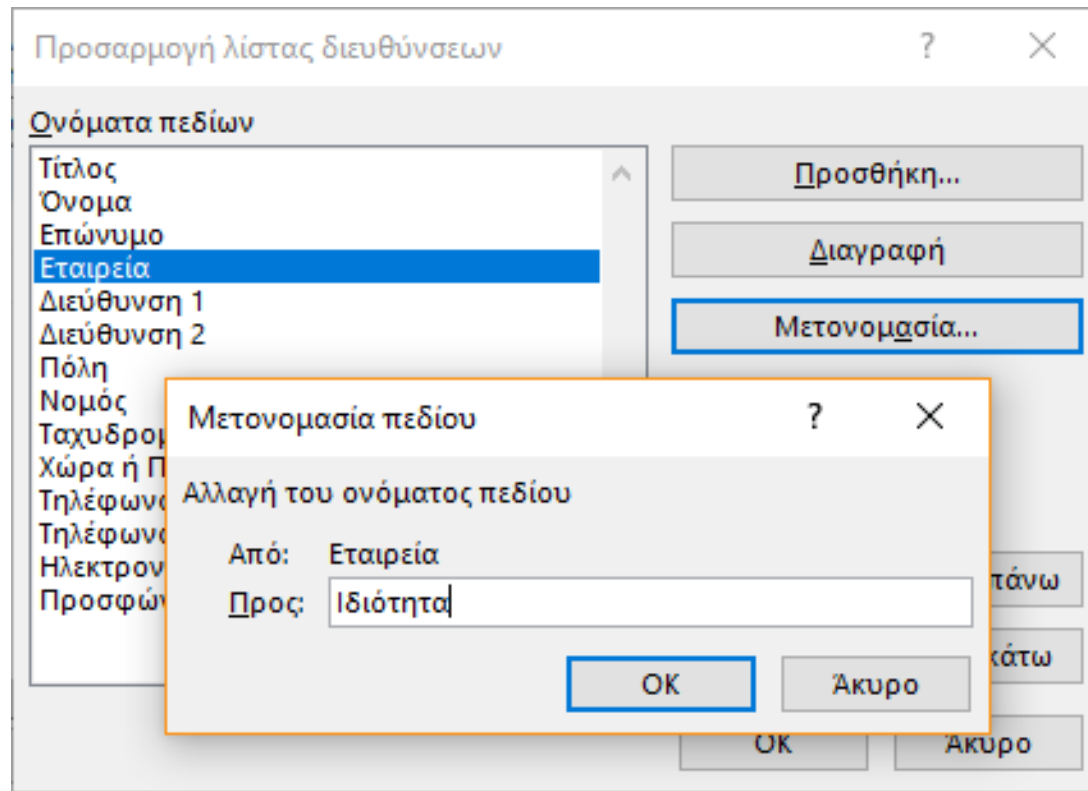 Προσαρμογή λίστας διευθύνσεων ?
Ονόματα πεδίων
Τίτλος
Όνομα
Επώνυμο
Εταιρεία
Διεύθυνση 1
Διεύθυνση 2
Πόλη
Νομός
Χώρα ή
Προσθήκη...
Διαγραφή
Μετονομασία...
Μετονομασία πεδίου ?
Αλλαγή του ονόματος πεδίου
Από: Εταιρεία
Προς: Ιδιότητα
OK Άκυρο
OK Άκυρο